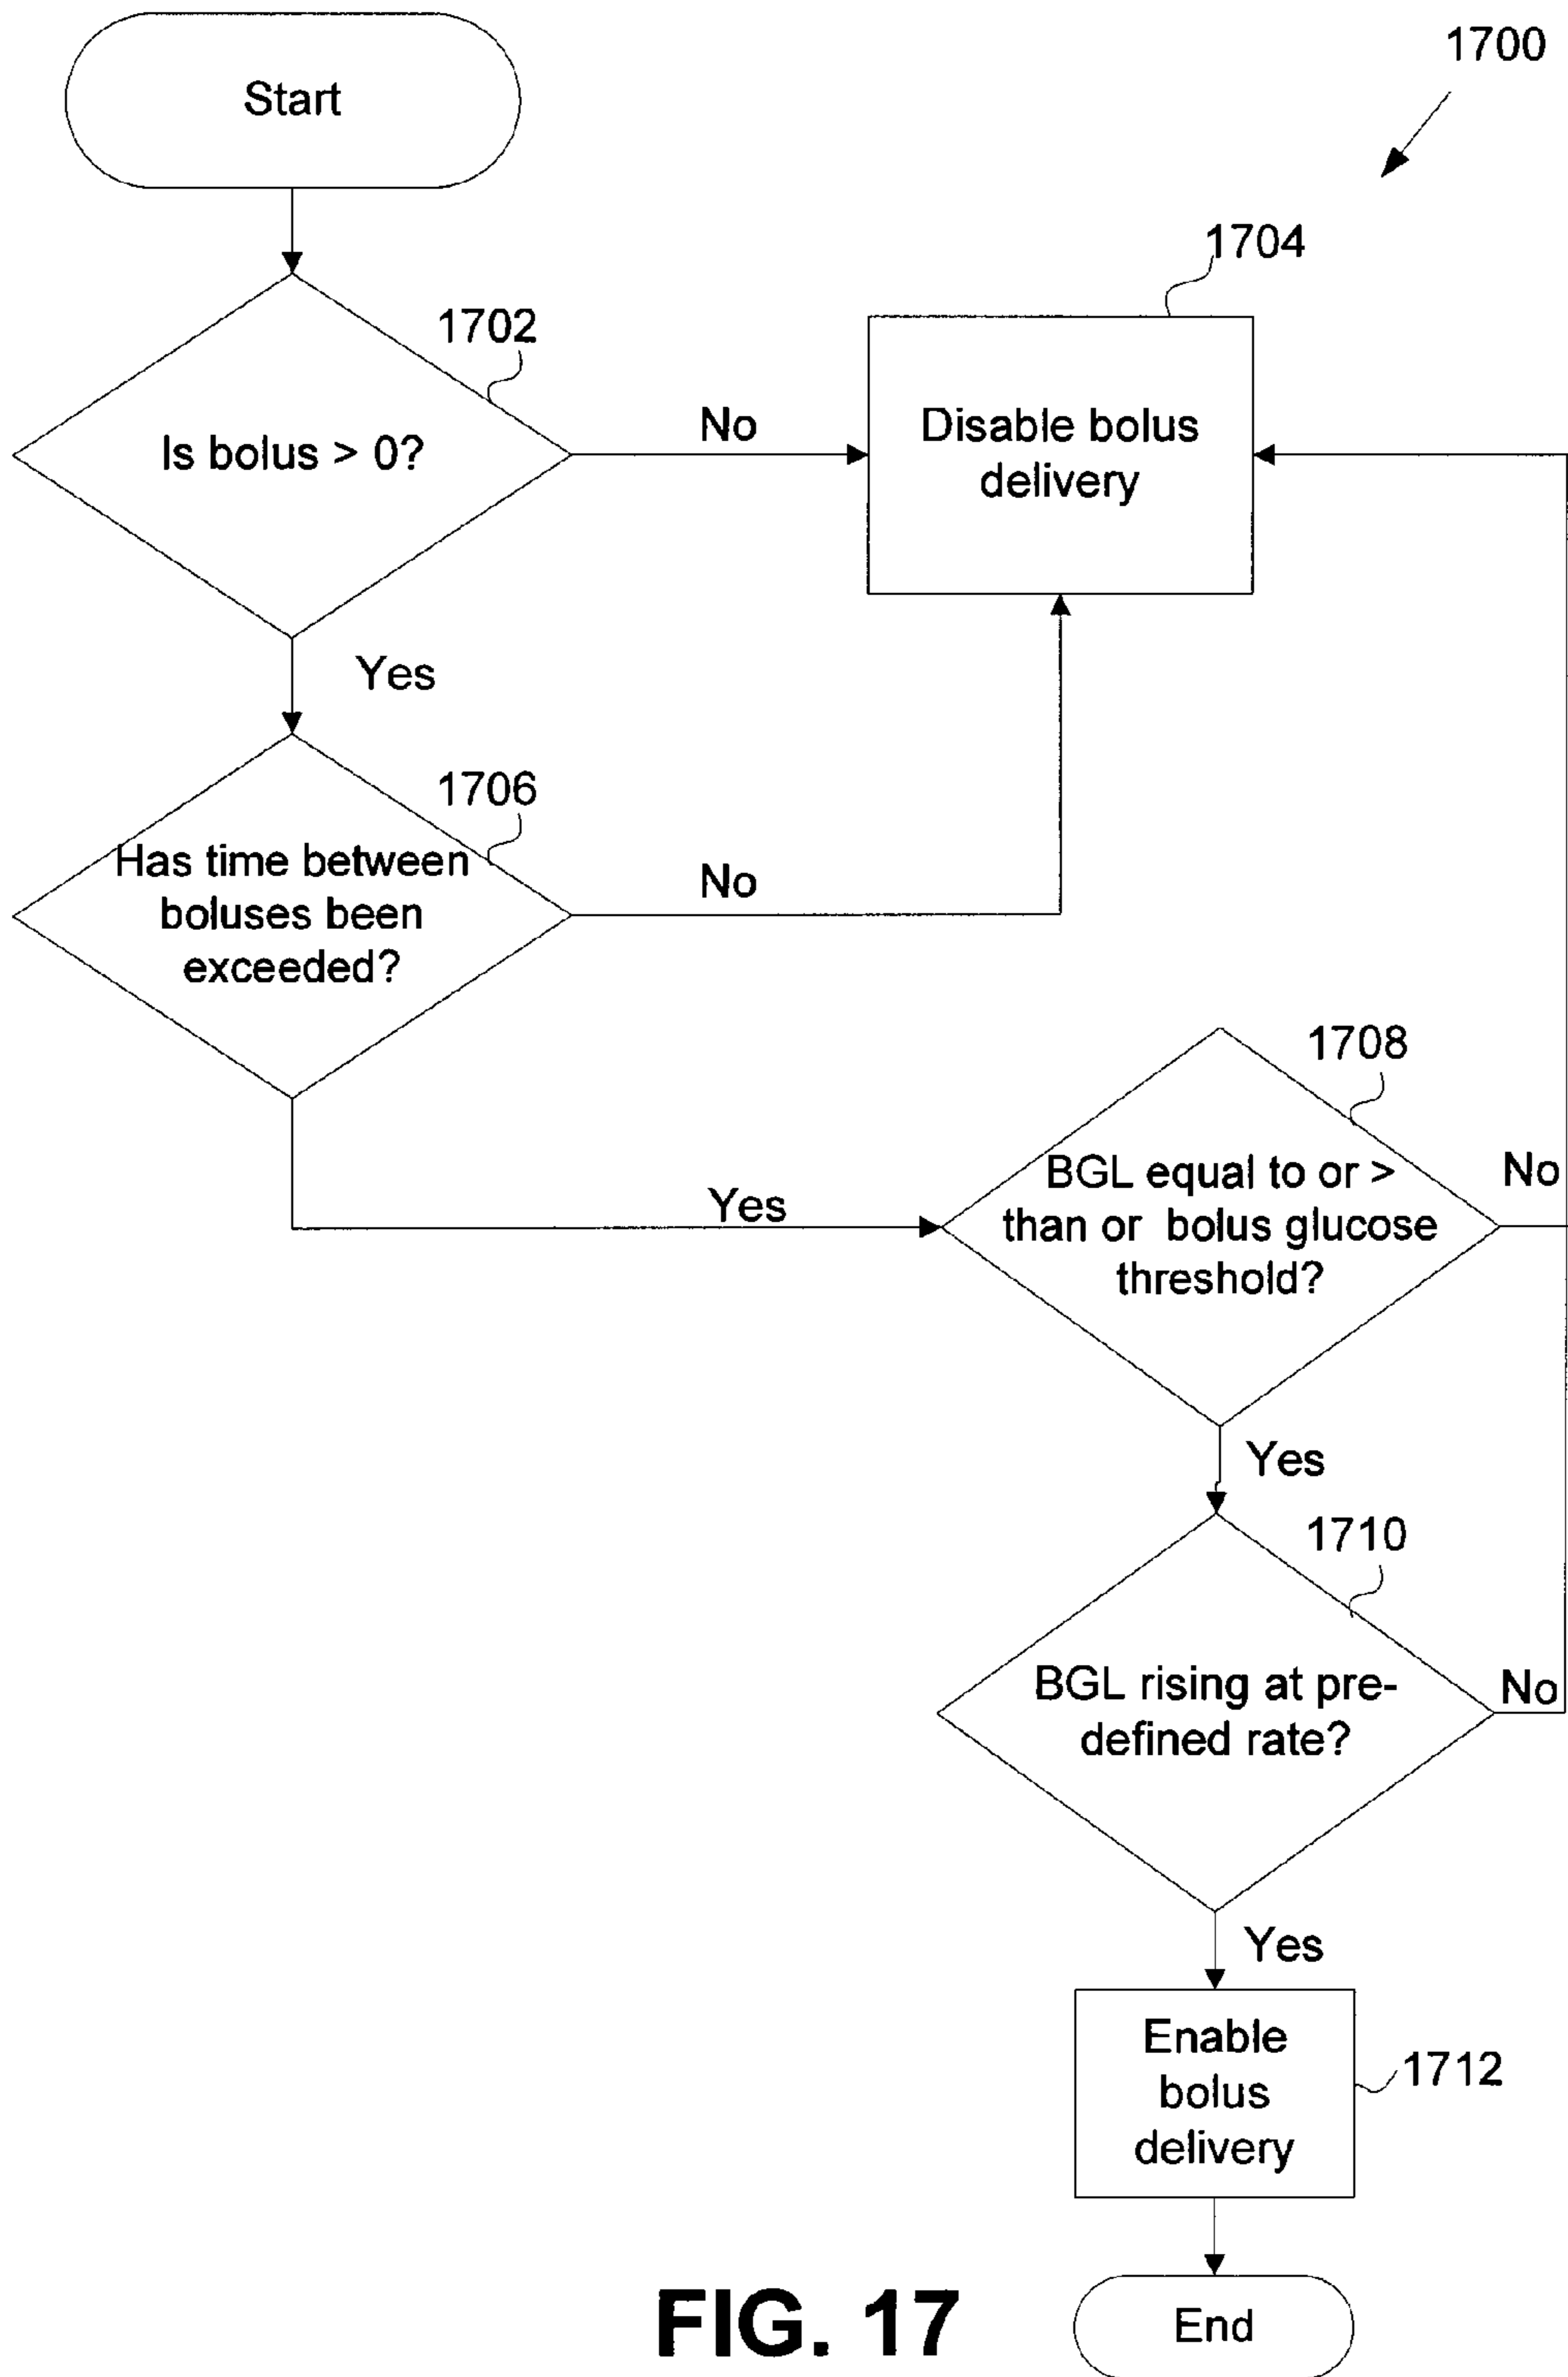 Start
1700
1704
1702
Is bolus > 0?
No
Disable bolus
delivery
Yes
1706
Has time between
boluses been
exceeded?
No
1708
Yes
BGL equal to or >
than or  bolus glucose
threshold?
No
Yes
1710
BGL rising at pre-
defined rate?
No
Yes
Enable
bolus
delivery
1712
FIG. 17
End